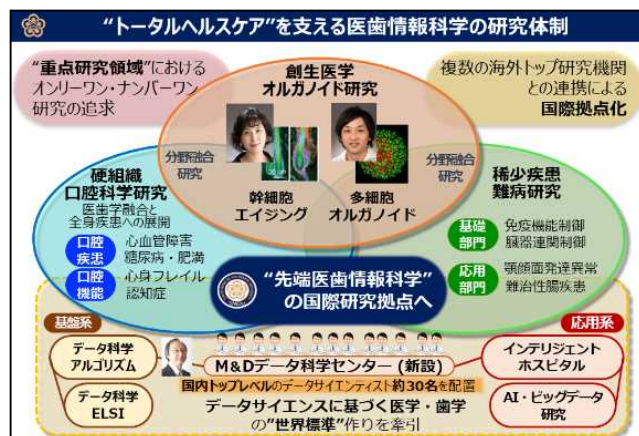 “トータルヘルスケア”を支える医歯情報科学の研究体制
“重点研究領域”における
オンリーワン・ナンバーワン
研究の追求
創生医学
オルガノイド研究
複数の海外トップ研究機関
との連携による
国際拠点化
分野融合
研究
分野融合
研究
幹細胞
エイジング
多細胞
オルガノイド
硬組織
口腔科学研究
医歯学融合と
全身疾患への展開
口腔
疾患
心血管障害
糖尿病・肥満
口腔
機能
心身フレイル
認知症
稀少疾患
難病研究
基礎
部門
免疫機能制御
臓器連関制御
応用
部門
顎顔面発達異常
難治性腸疾患
“先端医歯情報科学”
の国際研究拠点へ
基盤系
応用系
データ科学
アルゴリズム
データ科学
ELSI
M&Dデータ科学センター (新設)
国内トップレベルのデータサイエンティスト約30名を配置
データサイエンスに基づく医学・歯学
の“世界標準”作りを牽引
インテリジェント
ホスピタル
AI・ビッグデータ
研究